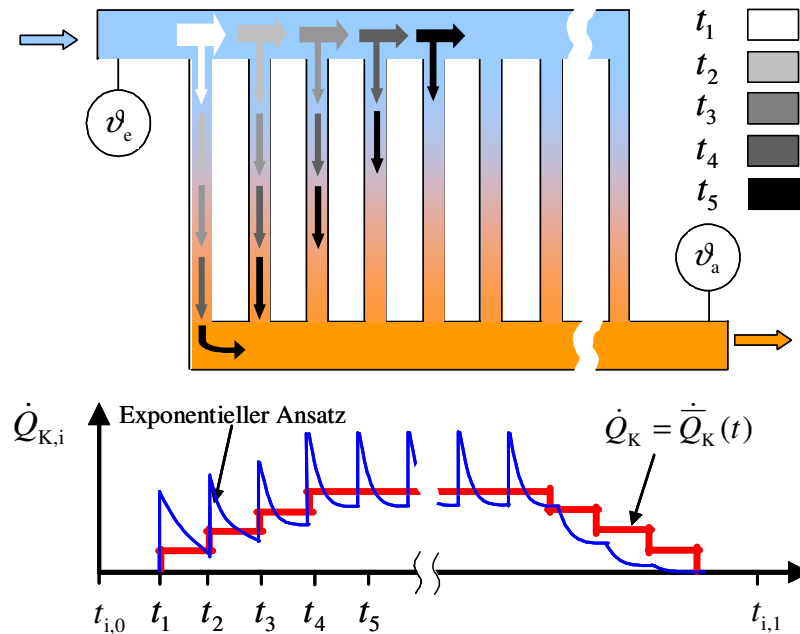 ϑe
t1
t2
t3
t4
t5
ϑa
Q̇K,i
Exponentieller Ansatz
Q̇K = Q̇̅K(t)
ti,0 t1 t2 t3 t4 t5 ti,1